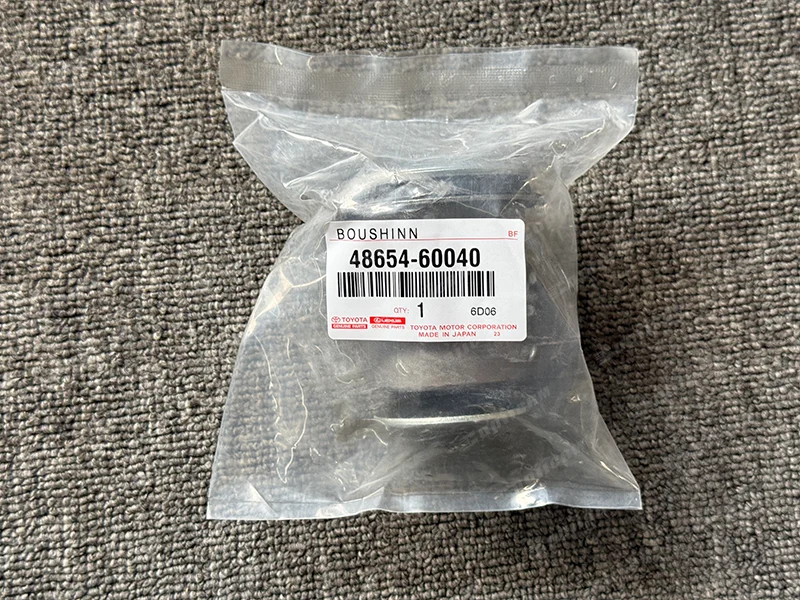 BOUSHINN BF
48654-60040
QTY: 1 6D06
TOYOTA LEXUS
GENUINE PARTS GENUINE PARTS
TOYOTA MOTOR CORPORATION
MADE IN JAPAN 23